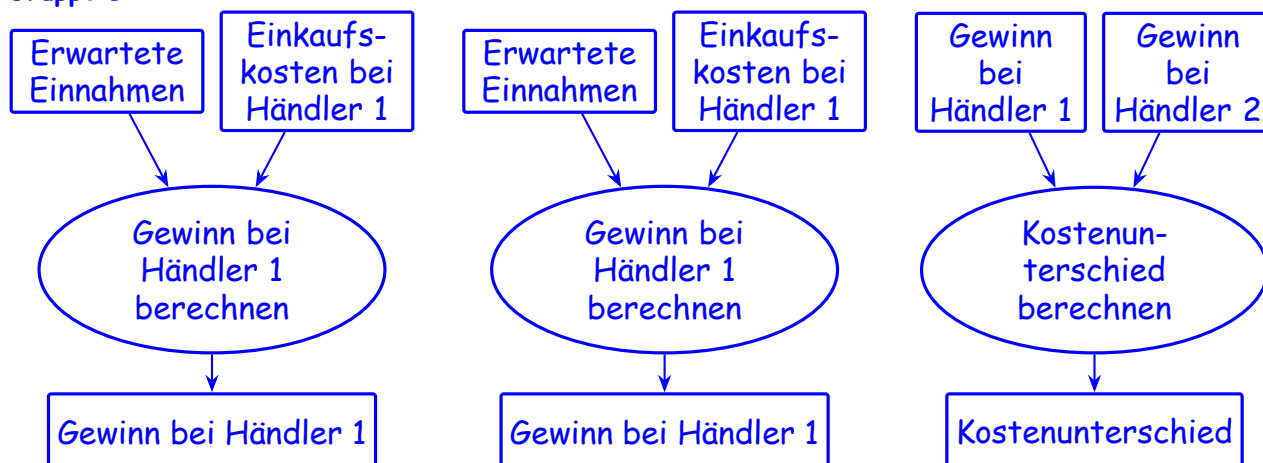 Erwartete
Einnahmen
Einkaufs-
kosten bei
Händler 1
Gewinn bei
Händler 1
berechnen
Gewinn bei Händler 1
Erwartete
Einnahmen
Einkaufs-
kosten bei
Händler 1
Gewinn bei
Händler 1
berechnen
Gewinn bei Händler 1
Gewinn
bei
Händler 1
Gewinn
bei
Händler 2
Kostenun-
terschied
berechnen
Kostenunterschied